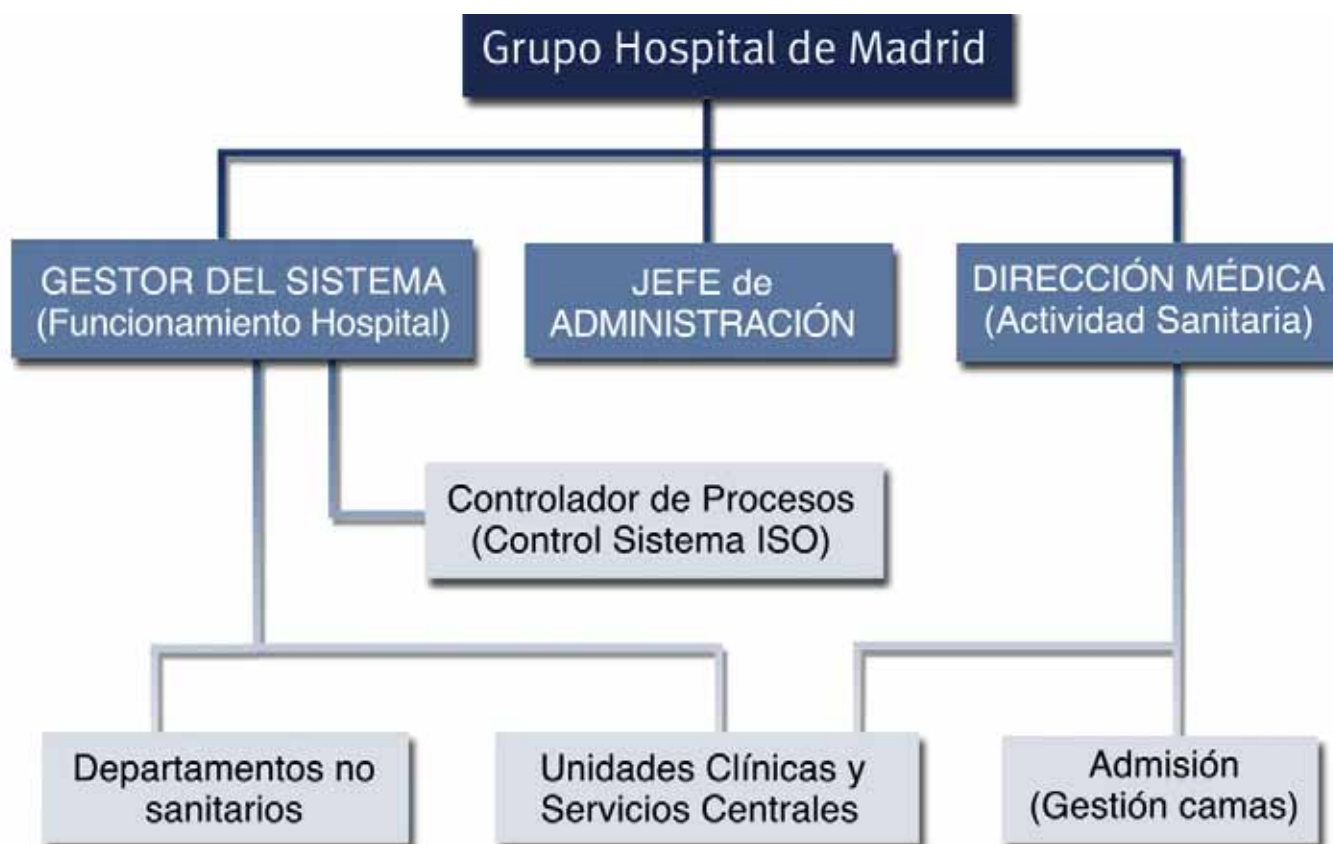 Grupo Hospital de Madrid
GESTOR DEL SISTEMA
(Funcionamiento Hospital)
JEFE de
ADMINISTRACIÓN
DIRECCIÓN MÉDICA
(Actividad Sanitaria)
Controlador de Procesos
(Control Sistema ISO)
Departamentos no
sanitarios
Unidades Clínicas y
Servicios Centrales
Admisión
(Gestión camas)